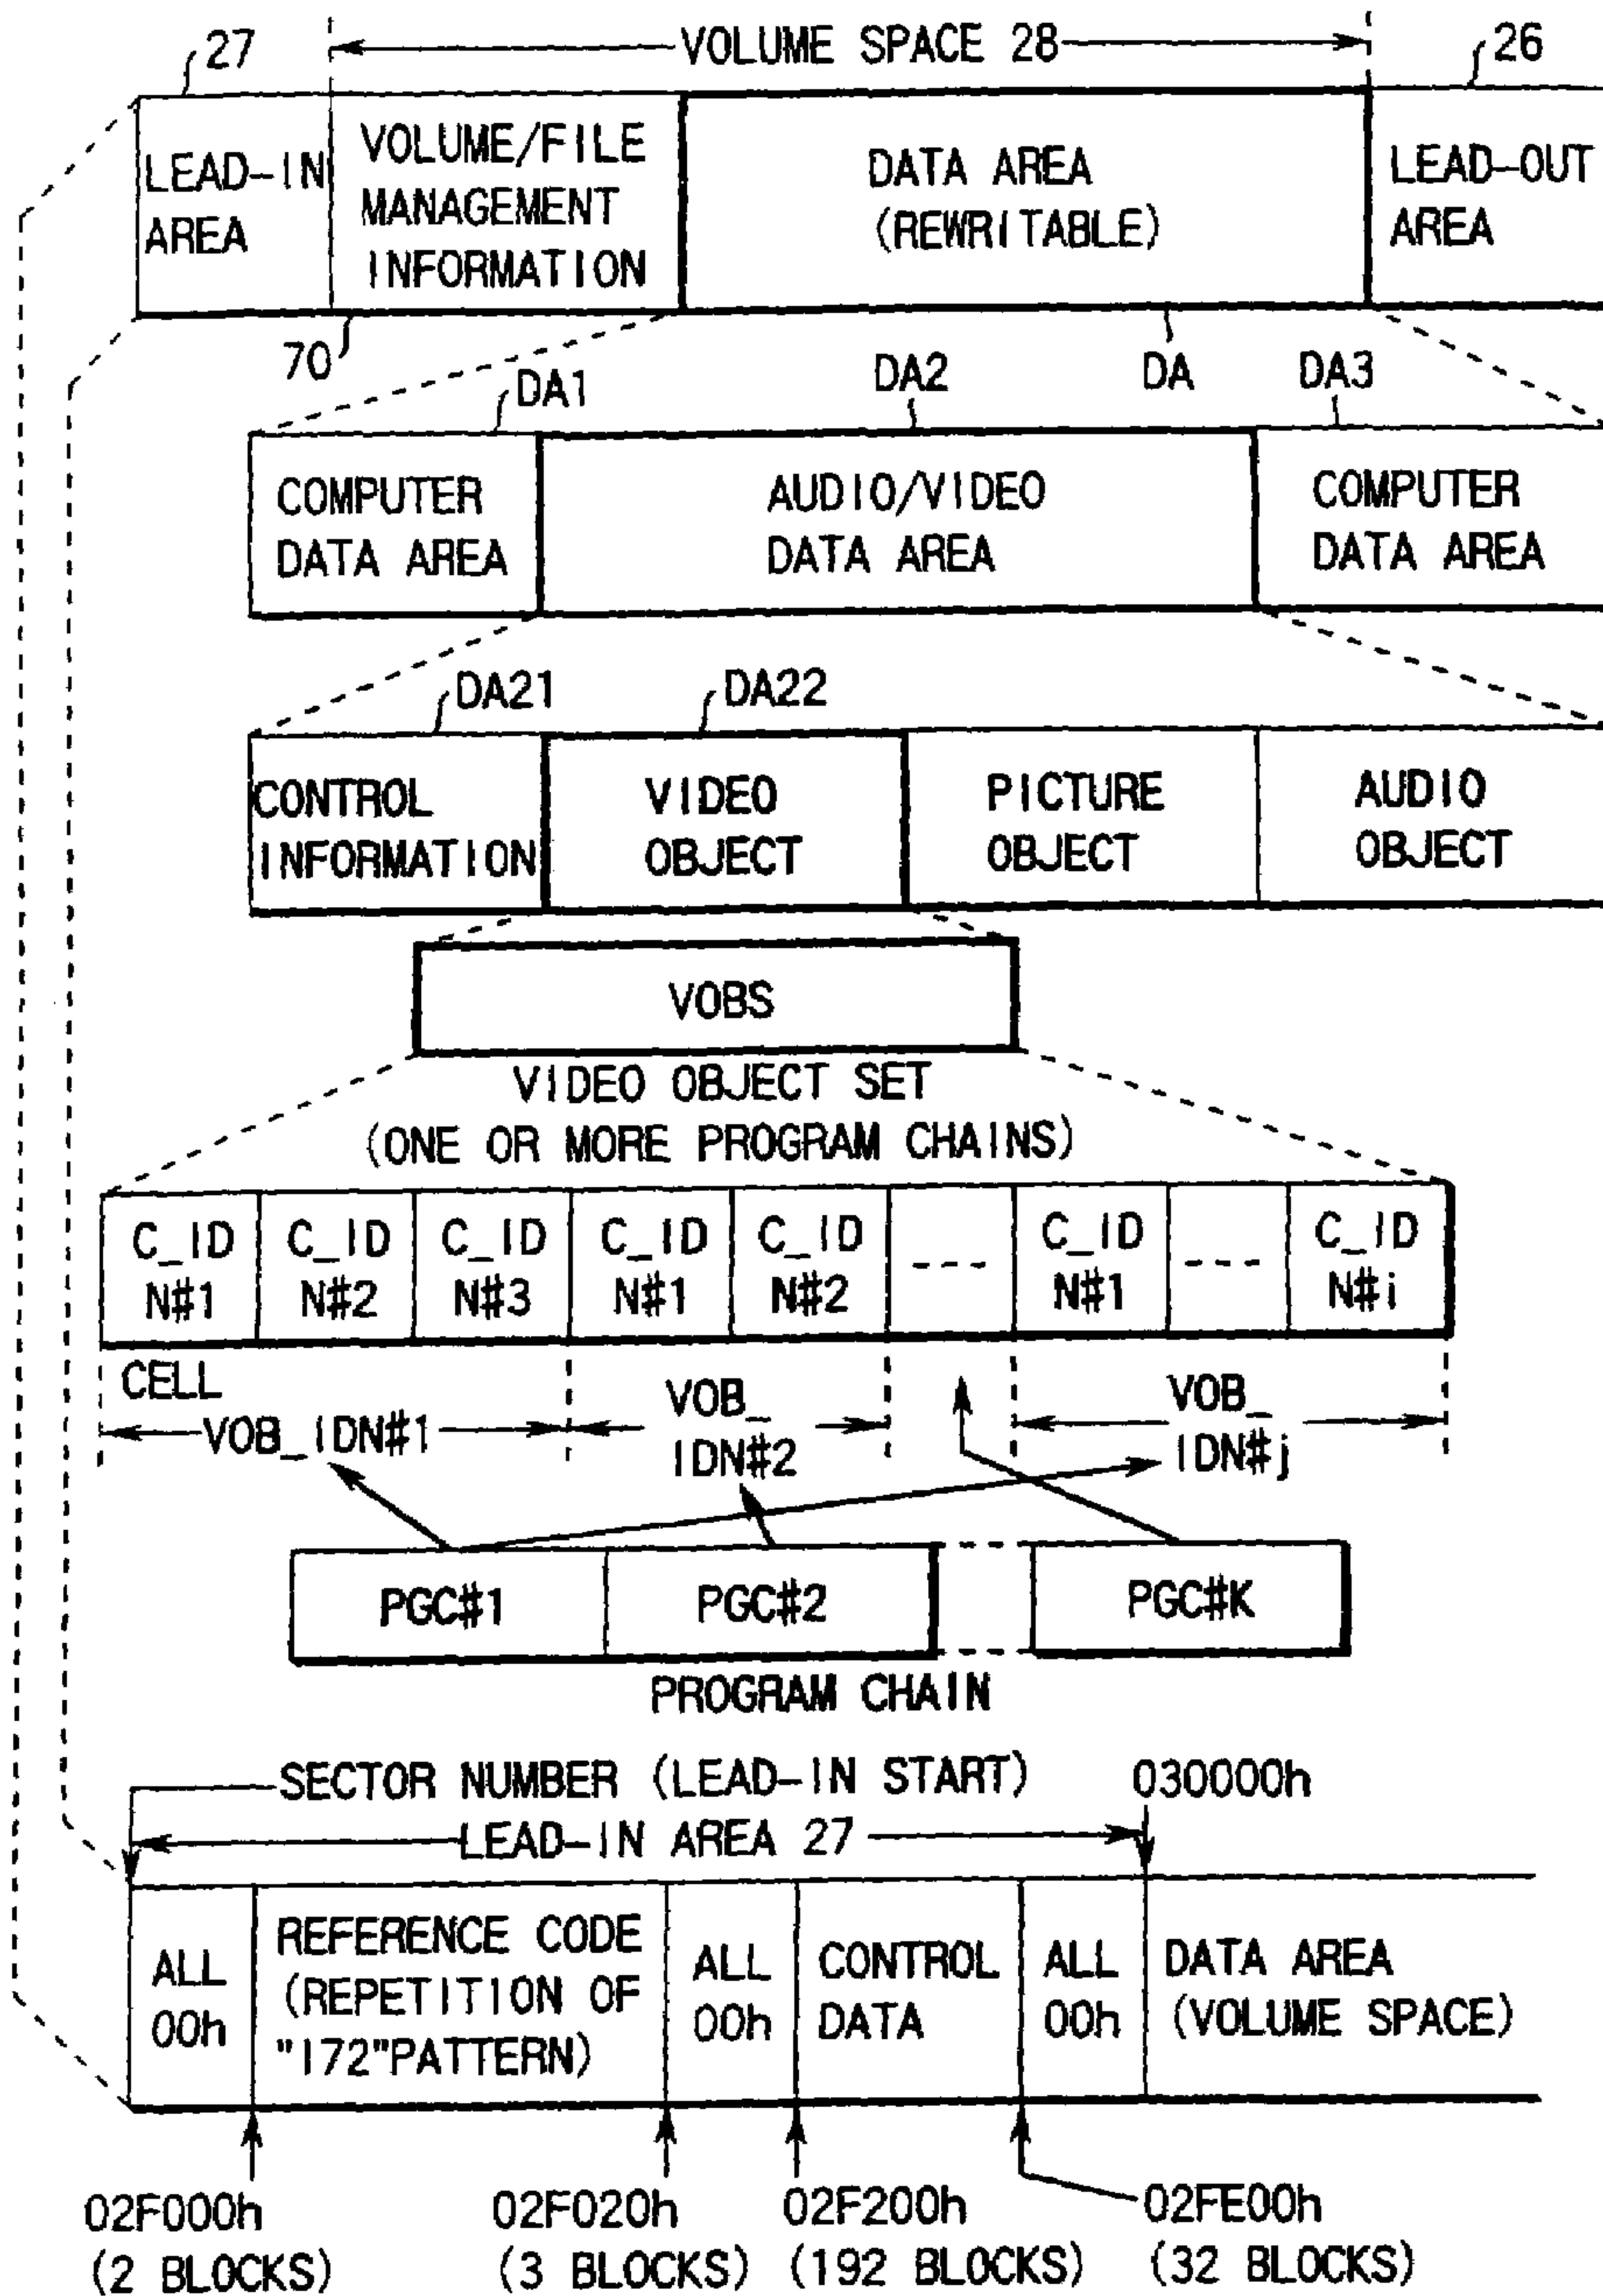 27
VOLUME SPACE 28
26
LEAD-IN
AREA
VOLUME/FILE
MANAGEMENT
INFORMATION
DATA AREA
(REWRITABLE)
LEAD-OUT
AREA
70
DA1
DA2
DA
DA3
COMPUTER
DATA AREA
AUDIO/VIDEO
DATA AREA
COMPUTER
DATA AREA
DA21
DA22
CONTROL
INFORMATION
VIDEO
OBJECT
PICTURE
OBJECT
AUDIO
OBJECT
VOBS
VIDEO OBJECT SET
(ONE OR MORE PROGRAM CHAINS)
C_ID
N#1
C_ID
N#2
C_ID
N#3
C_ID
N#1
C_ID
N#2
----
C_ID
N#1
----
C_ID
N#i
CELL
VOB_IDN#1
VOB_
IDN#2
VOB_
IDN#j
PGC#1
PGC#2
PGC#K
PROGRAM CHAIN
SECTOR NUMBER (LEAD-IN START)
030000h
LEAD-IN AREA 27
ALL
00h
REFERENCE CODE
(REPETITION OF
"172"PATTERN)
ALL
00h
CONTROL
DATA
ALL
00h
DATA AREA
(VOLUME SPACE)
02F000h
(2 BLOCKS)
02F020h
(3 BLOCKS)
02F200h
(192 BLOCKS)
02FE00h
(32 BLOCKS)